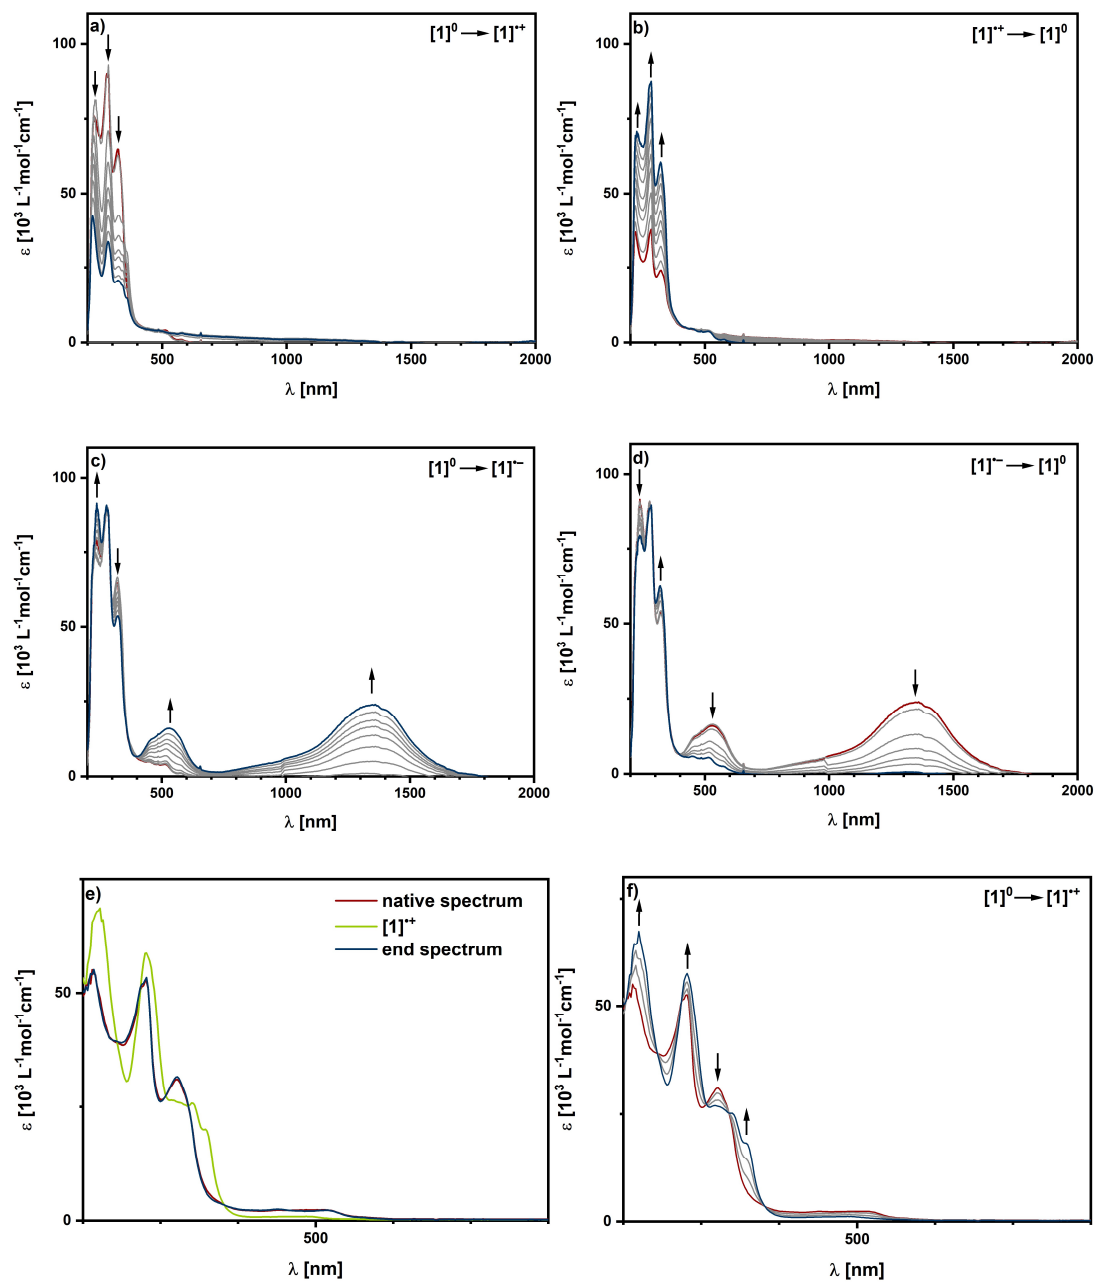 a)
[1]⁰ → [1]•⁺
100
50
0
500
1000
1500
2000
ε [10³ L⁻¹mol⁻¹cm⁻¹]
λ [nm]
b)
[1]•⁺ → [1]⁰
100
50
0
500
1000
1500
2000
ε [10³ L⁻¹mol⁻¹cm⁻¹]
λ [nm]
c)
[1]⁰ → [1]•⁻
100
50
0
500
1000
1500
2000
ε [10³ L⁻¹mol⁻¹cm⁻¹]
λ [nm]
d)
[1]•⁻ → [1]⁰
100
50
0
500
1000
1500
2000
ε [10³ L⁻¹mol⁻¹cm⁻¹]
λ [nm]
e)
native spectrum
[1]•⁺
end spectrum
50
0
500
ε [10³ L⁻¹mol⁻¹cm⁻¹]
λ [nm]
f)
[1]⁰ → [1]•⁺
50
0
500
ε [10³ L⁻¹mol⁻¹cm⁻¹]
λ [nm]